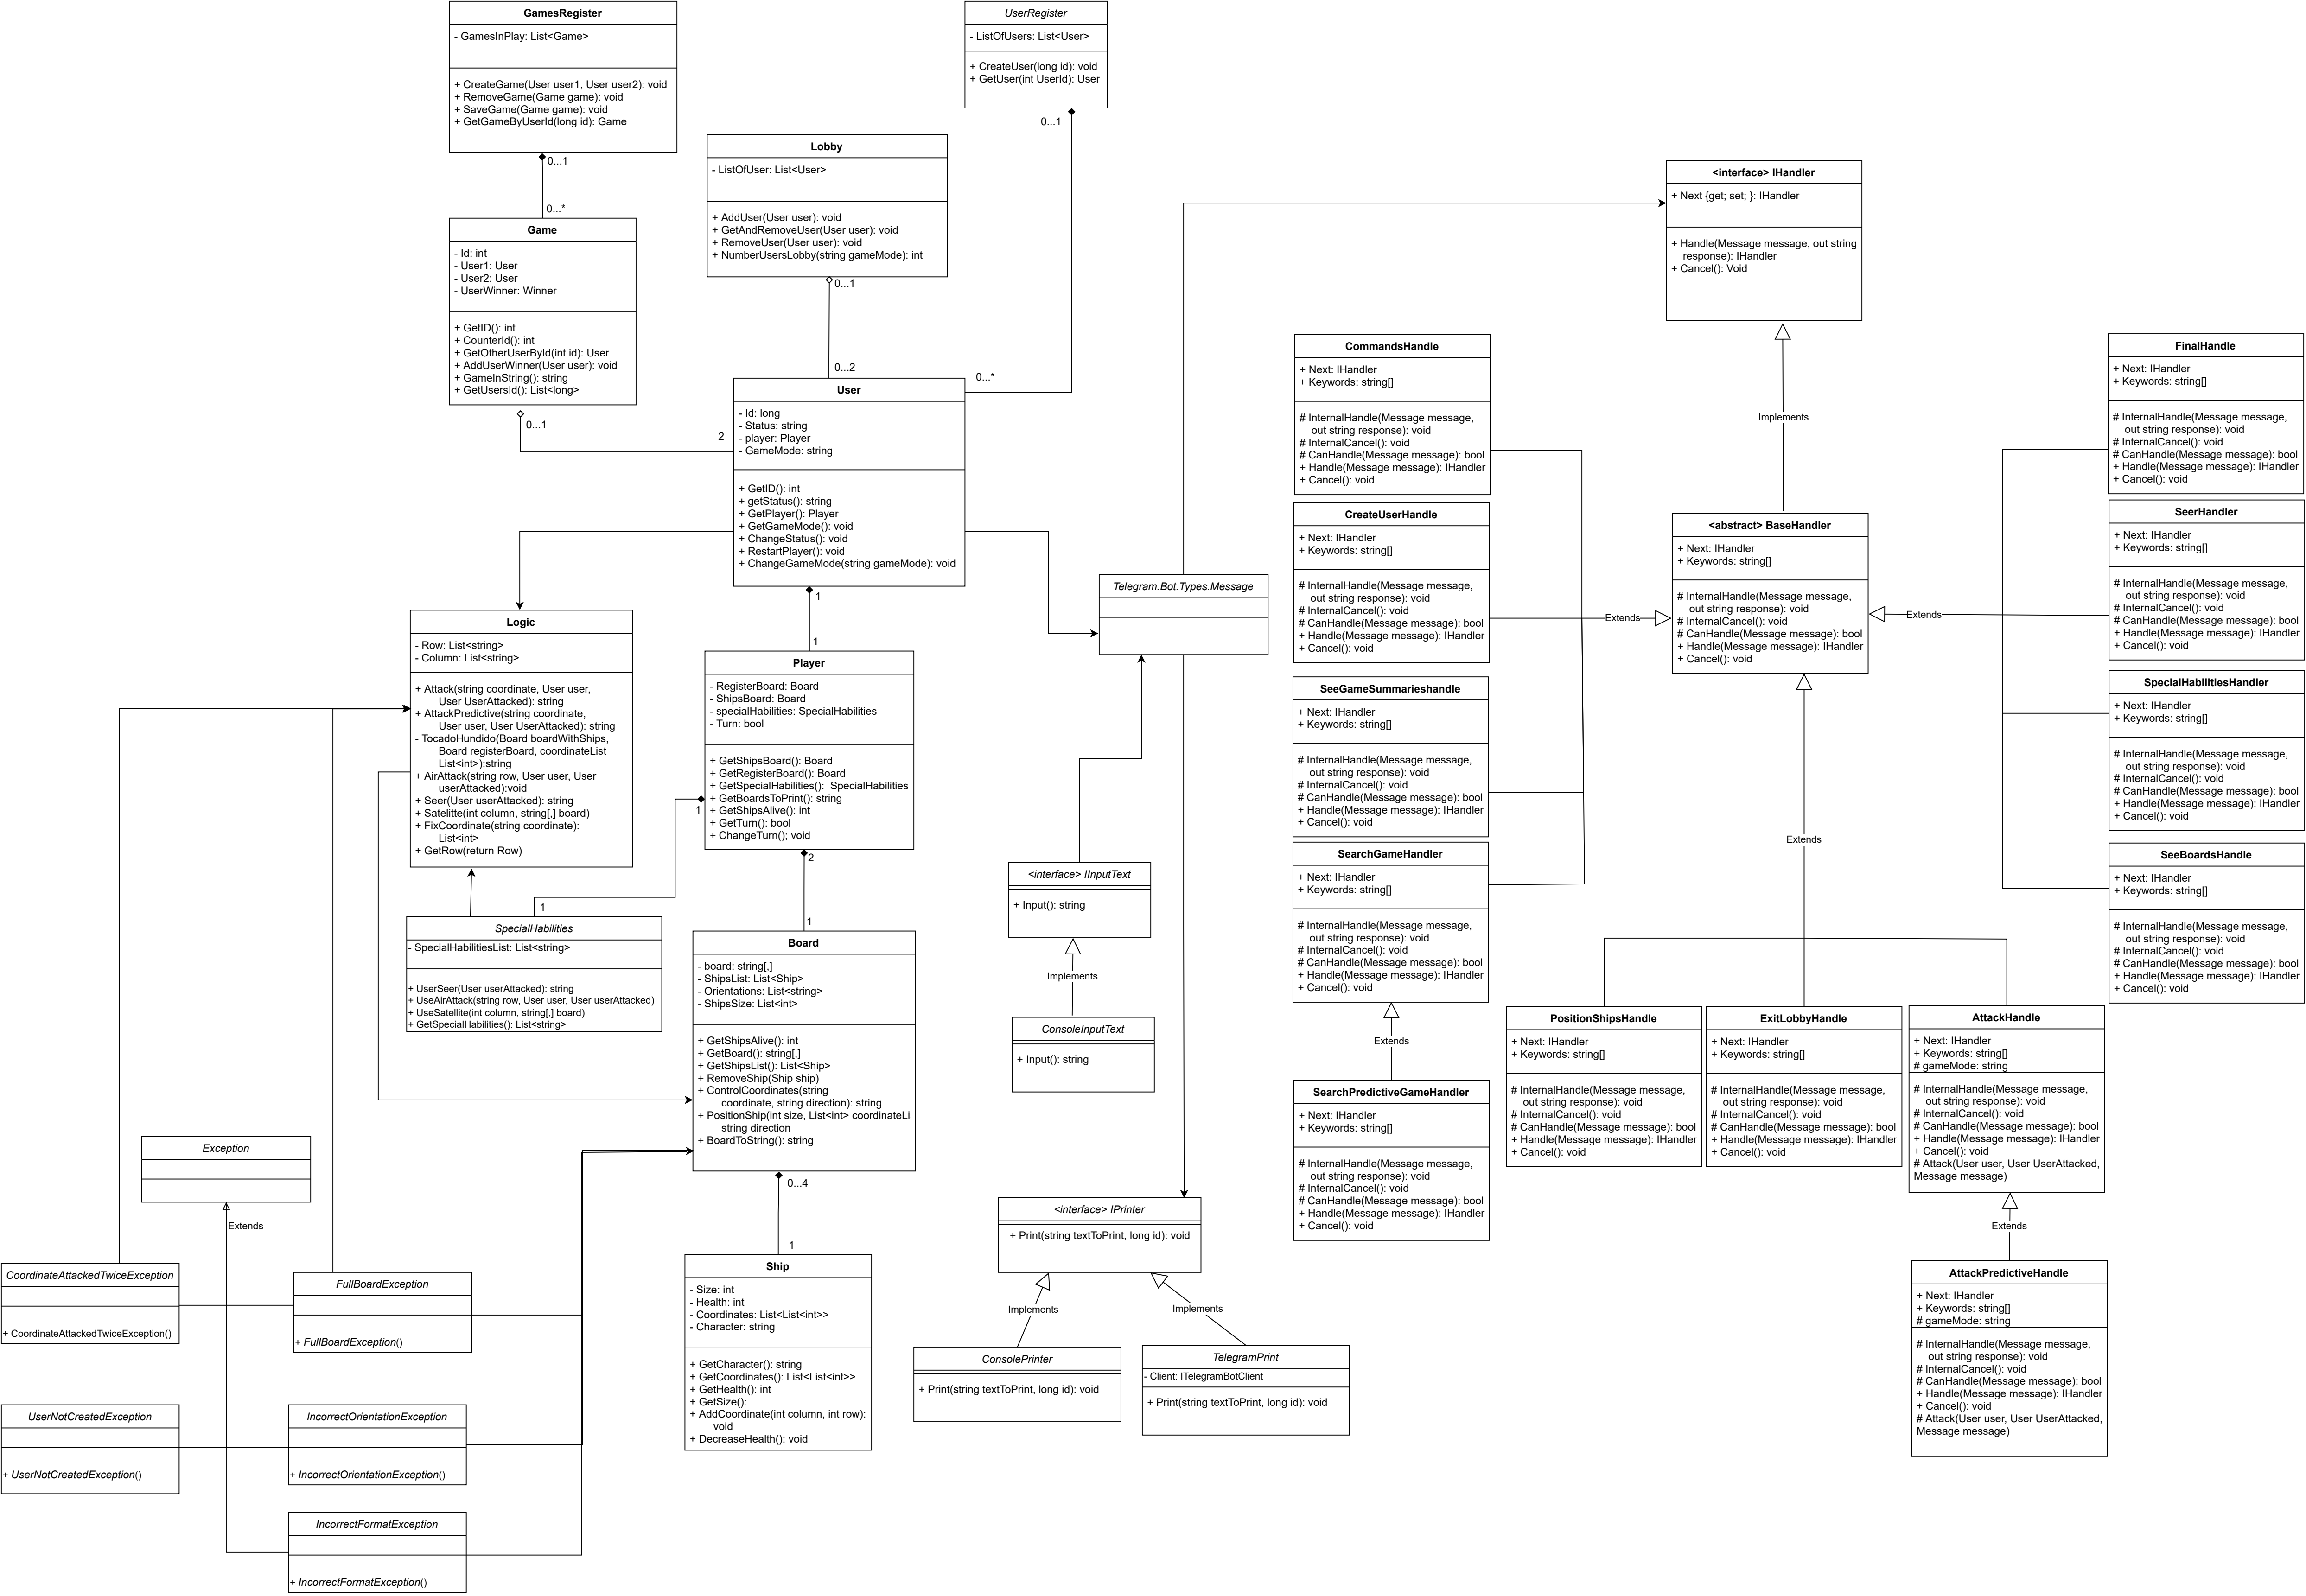 GamesRegister
- GamesInPlay: List<Game>
+ CreateGame(User user1, User user2): void
+ RemoveGame(Game game): void
+ SaveGame(Game game): void
+ GetGameByUserId(long id): Game
0...1
0...*
UserRegister
- ListOfUsers: List<User>
+ CreateUser(long id): void
+ GetUser(int UserId): User
0...1
0...*
Lobby
- ListOfUser: List<User>
+ AddUser(User user): void
+ GetAndRemoveUser(User user): void
+ RemoveUser(User user): void
+ NumberUsersLobby(string gameMode): int
0...1
0...2
Game
- Id: int
- User1: User
- User2: User
- UserWinner: Winner
+ GetID(): int
+ CounterId(): int
+ GetOtherUserById(int id): User
+ AddUserWinner(User user): void
+ GameInString(): string
+ GetUsersId(): List<long>
0...1
2
User
- Id: long
- Status: string
- player: Player
- GameMode: string
+ GetID(): int
+ getStatus(): string
+ GetPlayer(): Player
+ GetGameMode(): void
+ ChangeStatus(): void
+ RestartPlayer(): void
+ ChangeGameMode(string gameMode): void
1
1
Logic
- Row: List<string>
- Column: List<string>
+ Attack(string coordinate, User user,
User UserAttacked): string
+ AttackPredictive(string coordinate,
User user, User UserAttacked): string
- TocadoHundido(Board boardWithShips,
Board registerBoard, coordinateList
List<int>):string
+ AirAttack(string row, User user, User
userAttacked):void
+ Seer(User userAttacked): string
+ Satelitte(int column, string[,] board)
+ FixCoordinate(string coordinate):
List<int>
+ GetRow(return Row)
Player
- RegisterBoard: Board
- ShipsBoard: Board
- specialHabilities: SpecialHabilities
- Turn: bool
+ GetShipsBoard(): Board
+ GetRegisterBoard(): Board
+ GetSpecialHabilities(): SpecialHabilities
+ GetBoardsToPrint(): string
+ GetShipsAlive(): int
+ GetTurn(): bool
+ ChangeTurn(); void
1
1
2
1
SpecialHabilities
- SpecialHabilitiesList: List<string>
+ UserSeer(User userAttacked): string
+ UseAirAttack(string row, User user, User userAttacked)
+ UseSatellite(int column, string[,] board)
+ GetSpecialHabilities(): List<string>
Board
- board: string[,]
- ShipsList: List<Ship>
- Orientations: List<string>
- ShipsSize: List<int>
+ GetShipsAlive(): int
+ GetBoard(): string[,]
+ GetShipsList(): List<Ship>
+ RemoveShip(Ship ship)
+ ControlCoordinates(string
coordinate, string direction): string
+ PositionShip(int size, List<int> coordinateLi
string direction
+ BoardToString(): string
0...4
1
Ship
- Size: int
- Health: int
- Coordinates: List<List<int>>
- Character: string
+ GetCharacter(): string
+ GetCoordinates(): List<List<int>>
+ GetHealth(): int
+ GetSize():
+ AddCoordinate(int column, int row):
void
+ DecreaseHealth(): void
Exception
Extends
CoordinateAttackedTwiceException
+ CoordinateAttackedTwiceException()
FullBoardException
+ FullBoardException()
UserNotCreatedException
+ UserNotCreatedException()
IncorrectOrientationException
+ IncorrectOrientationException()
IncorrectFormatException
+ IncorrectFormatException()
Telegram.Bot.Types.Message
<interface> IInputText
+ Input(): string
Implements
ConsoleInputText
+ Input(): string
<interface> IPrinter
+ Print(string textToPrint, long id): void
Implements
Implements
ConsolePrinter
+ Print(string textToPrint, long id): void
TelegramPrint
- Client: ITelegramBotClient
+ Print(string textToPrint, long id): void
<interface> IHandler
+ Next {get; set; }: IHandler
+ Handle(Message message, out string
response): IHandler
+ Cancel(): Void
Implements
<abstract> BaseHandler
+ Next: IHandler
+ Keywords: string[]
# InternalHandle(Message message,
out string response): void
# InternalCancel(): void
# CanHandle(Message message): bool
+ Handle(Message message): IHandler
+ Cancel(): void
Extends
Extends
Extends
CommandsHandle
+ Next: IHandler
+ Keywords: string[]
# InternalHandle(Message message,
out string response): void
# InternalCancel(): void
# CanHandle(Message message): bool
+ Handle(Message message): IHandler
+ Cancel(): void
CreateUserHandle
+ Next: IHandler
+ Keywords: string[]
# InternalHandle(Message message,
out string response): void
# InternalCancel(): void
# CanHandle(Message message): bool
+ Handle(Message message): IHandler
+ Cancel(): void
SeeGameSummarieshandle
+ Next: IHandler
+ Keywords: string[]
# InternalHandle(Message message,
out string response): void
# InternalCancel(): void
# CanHandle(Message message): bool
+ Handle(Message message): IHandler
+ Cancel(): void
SearchGameHandler
+ Next: IHandler
+ Keywords: string[]
# InternalHandle(Message message,
out string response): void
# InternalCancel(): void
# CanHandle(Message message): bool
+ Handle(Message message): IHandler
+ Cancel(): void
Extends
SearchPredictiveGameHandler
+ Next: IHandler
+ Keywords: string[]
# InternalHandle(Message message,
out string response): void
# InternalCancel(): void
# CanHandle(Message message): bool
+ Handle(Message message): IHandler
+ Cancel(): void
PositionShipsHandle
+ Next: IHandler
+ Keywords: string[]
# InternalHandle(Message message,
out string response): void
# InternalCancel(): void
# CanHandle(Message message): bool
+ Handle(Message message): IHandler
+ Cancel(): void
ExitLobbyHandle
+ Next: IHandler
+ Keywords: string[]
# InternalHandle(Message message,
out string response): void
# InternalCancel(): void
# CanHandle(Message message): bool
+ Handle(Message message): IHandler
+ Cancel(): void
AttackHandle
+ Next: IHandler
+ Keywords: string[]
# gameMode: string
# InternalHandle(Message message,
out string response): void
# InternalCancel(): void
# CanHandle(Message message): bool
+ Handle(Message message): IHandler
+ Cancel(): void
# Attack(User user, User UserAttacked,
Message message)
Extends
AttackPredictiveHandle
+ Next: IHandler
+ Keywords: string[]
# gameMode: string
# InternalHandle(Message message,
out string response): void
# InternalCancel(): void
# CanHandle(Message message): bool
+ Handle(Message message): IHandler
+ Cancel(): void
# Attack(User user, User UserAttacked,
Message message)
FinalHandle
+ Next: IHandler
+ Keywords: string[]
# InternalHandle(Message message,
out string response): void
# InternalCancel(): void
# CanHandle(Message message): bool
+ Handle(Message message): IHandler
+ Cancel(): void
SeerHandler
+ Next: IHandler
+ Keywords: string[]
# InternalHandle(Message message,
out string response): void
# InternalCancel(): void
# CanHandle(Message message): bool
+ Handle(Message message): IHandler
+ Cancel(): void
SpecialHabilitiesHandler
+ Next: IHandler
+ Keywords: string[]
# InternalHandle(Message message,
out string response): void
# InternalCancel(): void
# CanHandle(Message message): bool
+ Handle(Message message): IHandler
+ Cancel(): void
SeeBoardsHandle
+ Next: IHandler
+ Keywords: string[]
# InternalHandle(Message message,
out string response): void
# InternalCancel(): void
# CanHandle(Message message): bool
+ Handle(Message message): IHandler
+ Cancel(): void